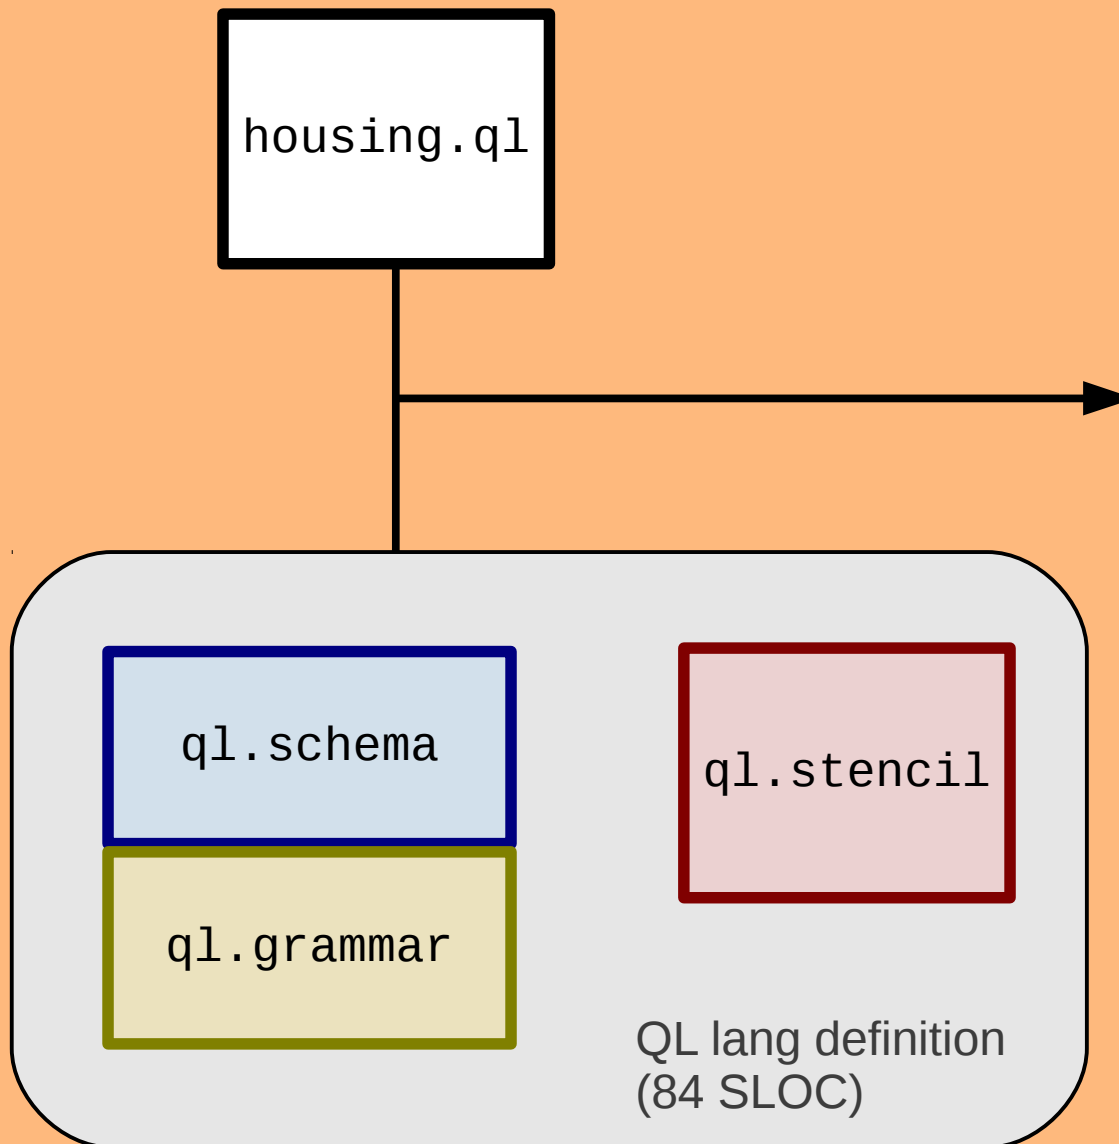 housing.ql
ql.schema
ql.stencil
ql.grammar
QL lang definition
(84 SLOC)